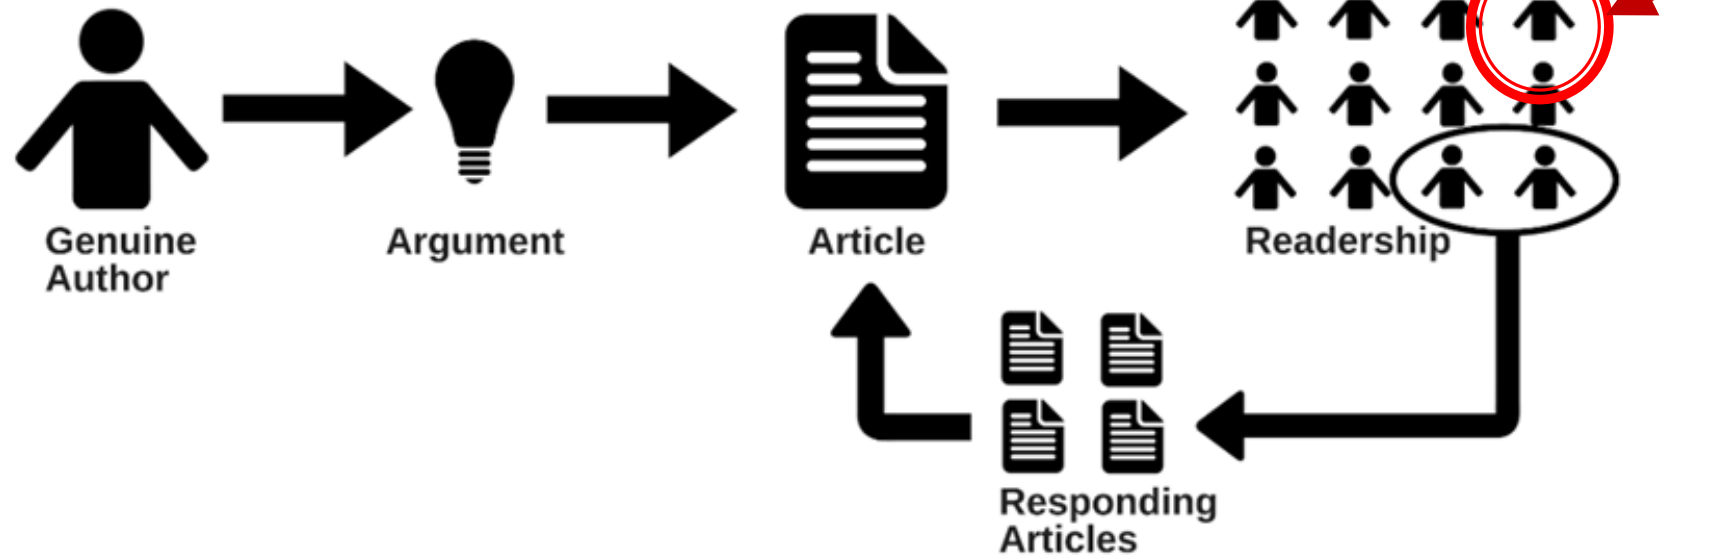 Genuine
Author
Argument
Article
Readership
Responding
Articles